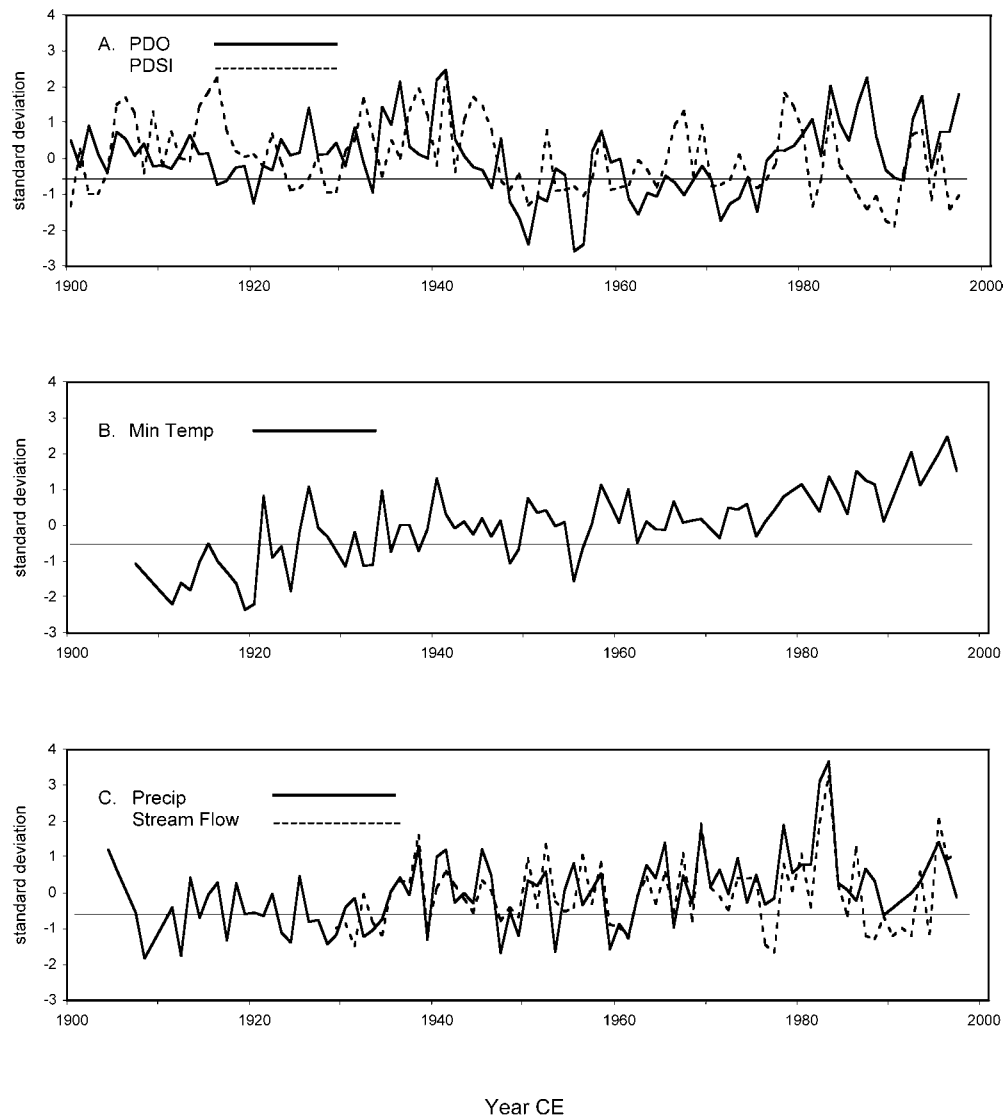 4
3
2
1
0
-1
-2
-3
standard deviation
A. PDO
PDSI
1900 1920 1940 1960 1980 2000
4
3
2
1
0
-1
-2
-3
standard deviation
B. Min Temp
1900 1920 1940 1960 1980 2000
4
3
2
1
0
-1
-2
-3
standard deviation
C. Precip
Stream Flow
1900 1920 1940 1960 1980 2000
Year CE